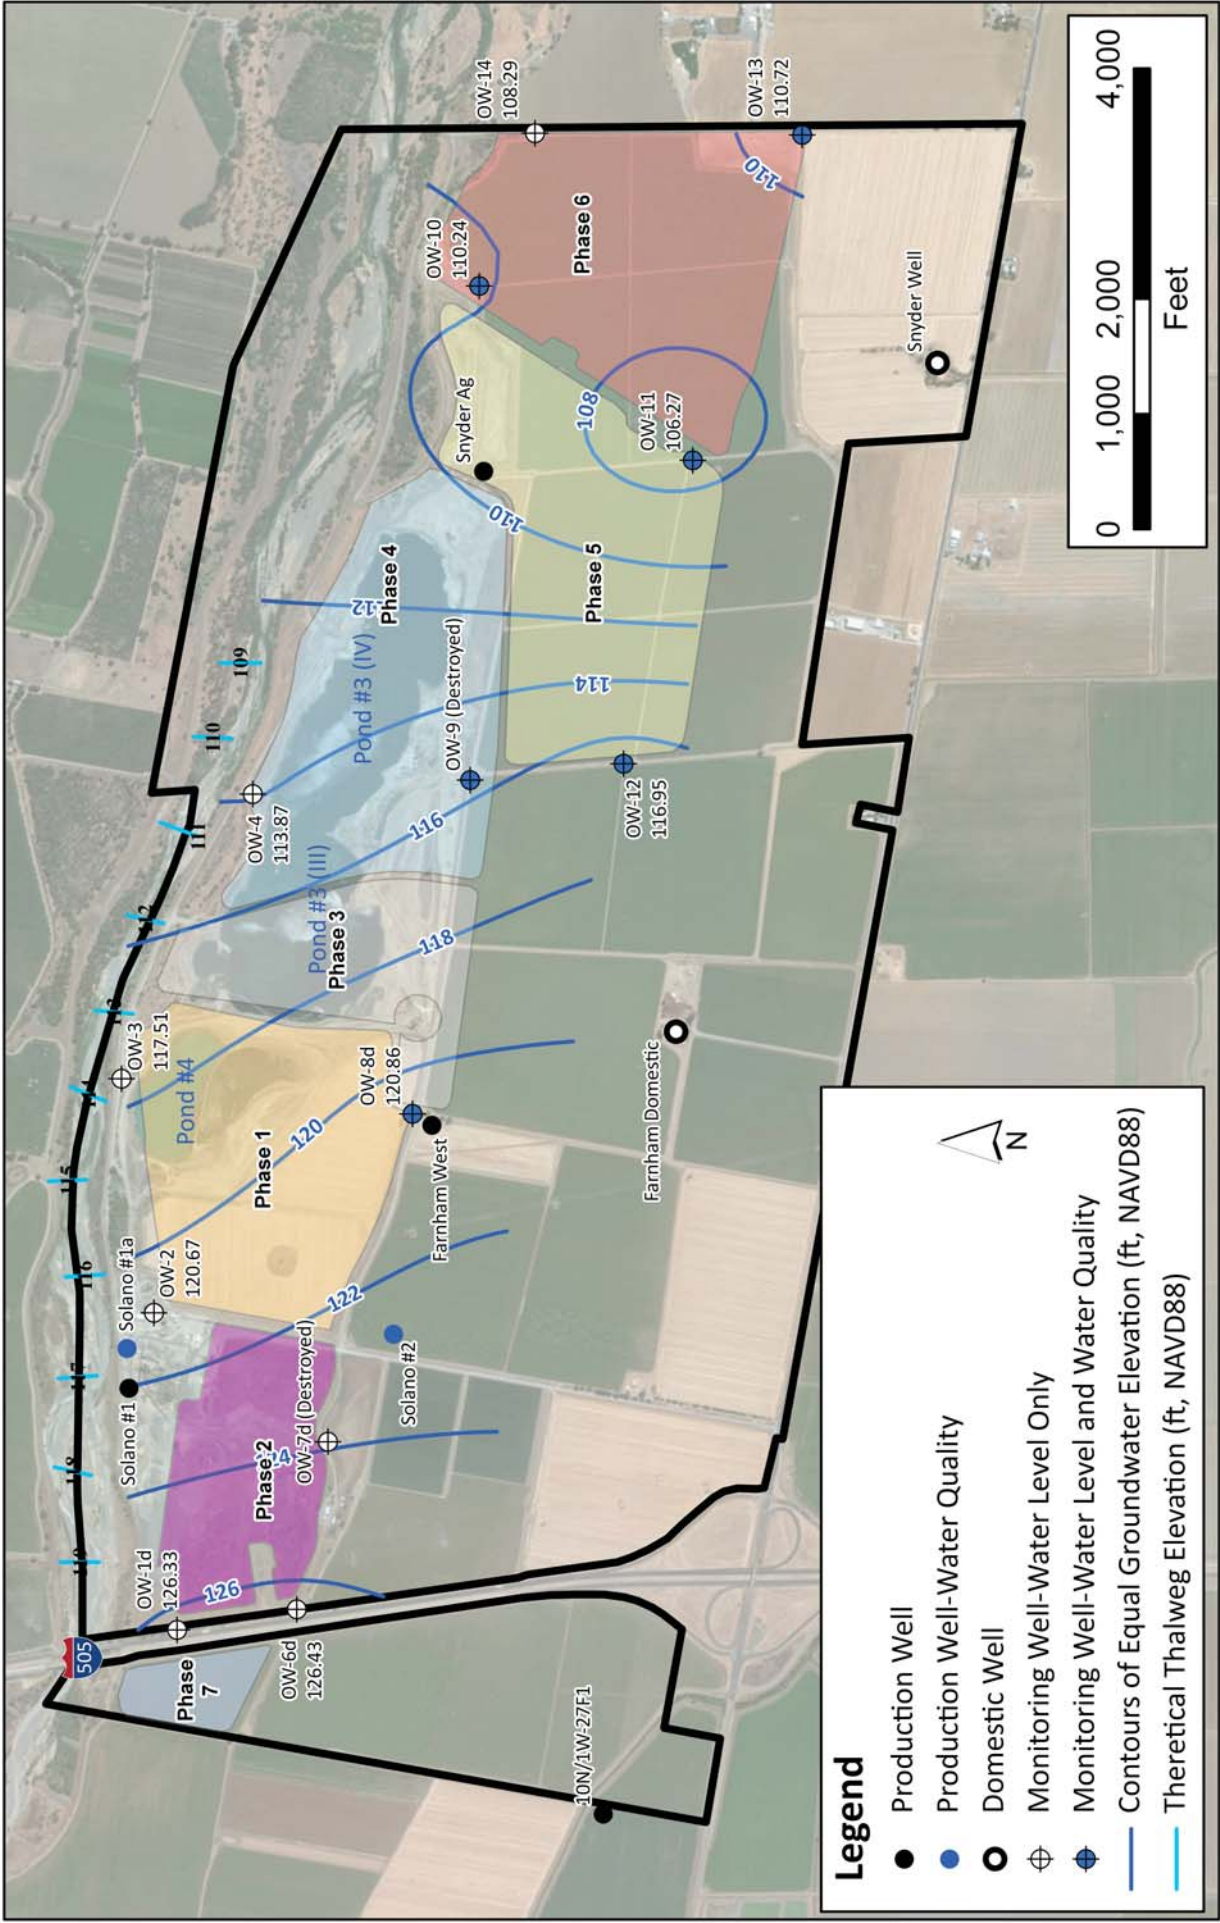 505
119
118
117
116
115
114
113
112
111
110
109
Phase
7
OW-1d
126.33
OW-6d
126.43
126
10N/1W-27F1
Solano #1
Solano #1a
OW-2
120.67
Phase 2
24
OW-7d (Destroyed)
Solano #2
122
Phase 1
120
Pond #4
OW-3
117.51
OW-8d
120.86
Farnham West
Farnham Domestic
Pond #3 (III)
Phase 3
118
116
OW-4
113.87
OW-9 (Destroyed)
Pond #3 (IV)
Phase 4
112
114
OW-12
116.95
Phase 5
110
Snyder Ag
108
OW-11
106.27
OW-10
110.24
Phase 6
OW-14
108.29
OW-13
110.72
110
Snyder Well
0 1,000 2,000 4,000
Feet
Legend
Production Well
Production Well-Water Quality
Domestic Well
Monitoring Well-Water Level Only
Monitoring Well-Water Level and Water Quality
Contours of Equal Groundwater Elevation (ft, NAVD88)
Theretical Thalweg Elevation (ft, NAVD88)
N